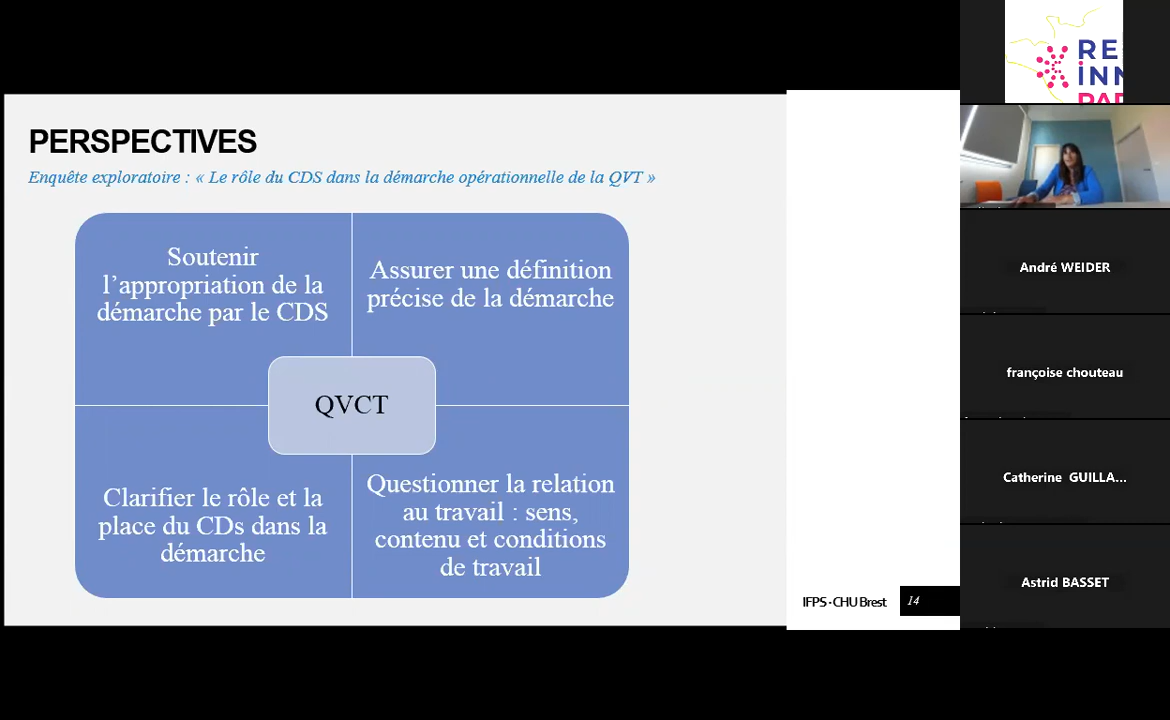 PERSPECTIVES
Enquête exploratoire : « Le rôle du CDS dans la démarche opérationnelle de la QVT »
Soutenir
l’appropriation de la
démarche par le CDS
Assurer une définition
précise de la démarche
QVCT
Clarifier le rôle et la
place du CDs dans la
démarche
Questionner la relation
au travail : sens,
contenu et conditions
de travail
IFPS - CHU Brest
14
RE
INN
PAR
André WEIDER
françoise chouteau
Catherine GUILLA...
Astrid BASSET